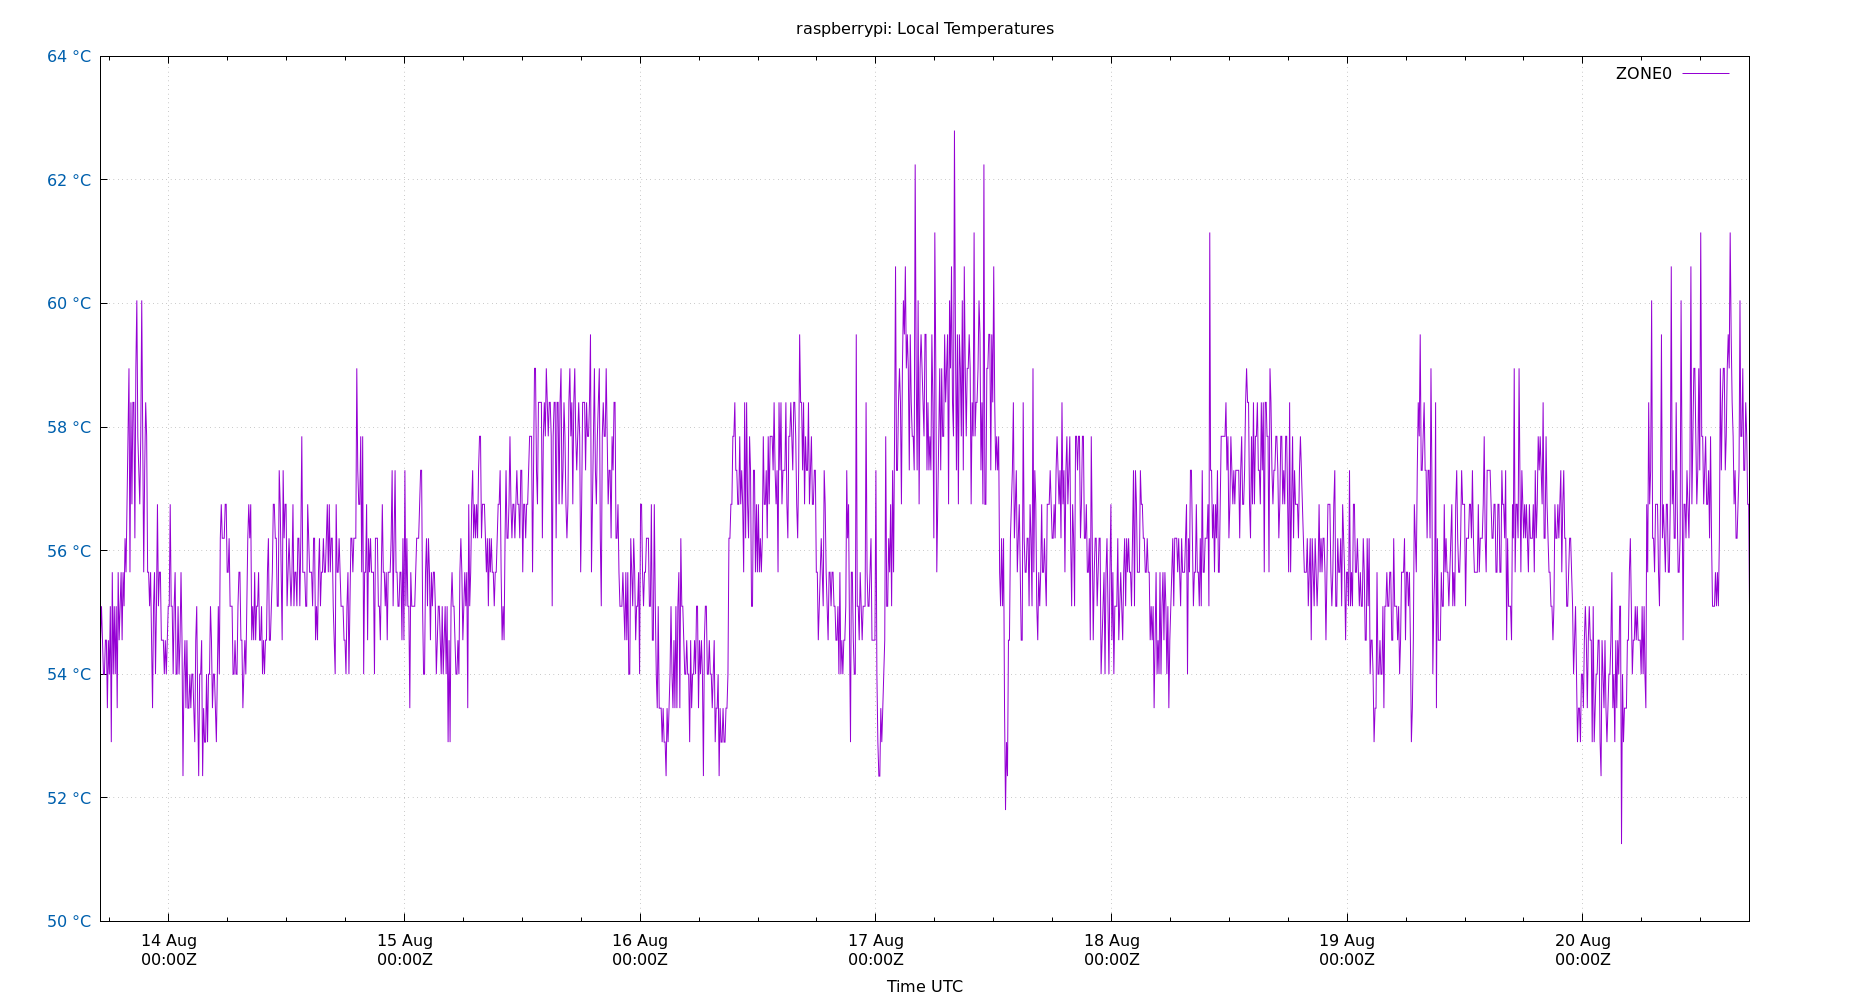 raspberrypi: Local Temperatures
64 °C
ZONE0
62 °C
60 °C
58 °C
56 °C
54 °C
52 °C
50 °C
14 Aug 15 Aug 16 Aug 17 Aug 18 Aug 19 Aug 20 Aug
00:00Z 00:00Z 00:00Z 00:00Z 00:00Z 00:00Z 00:00Z
Time UTC